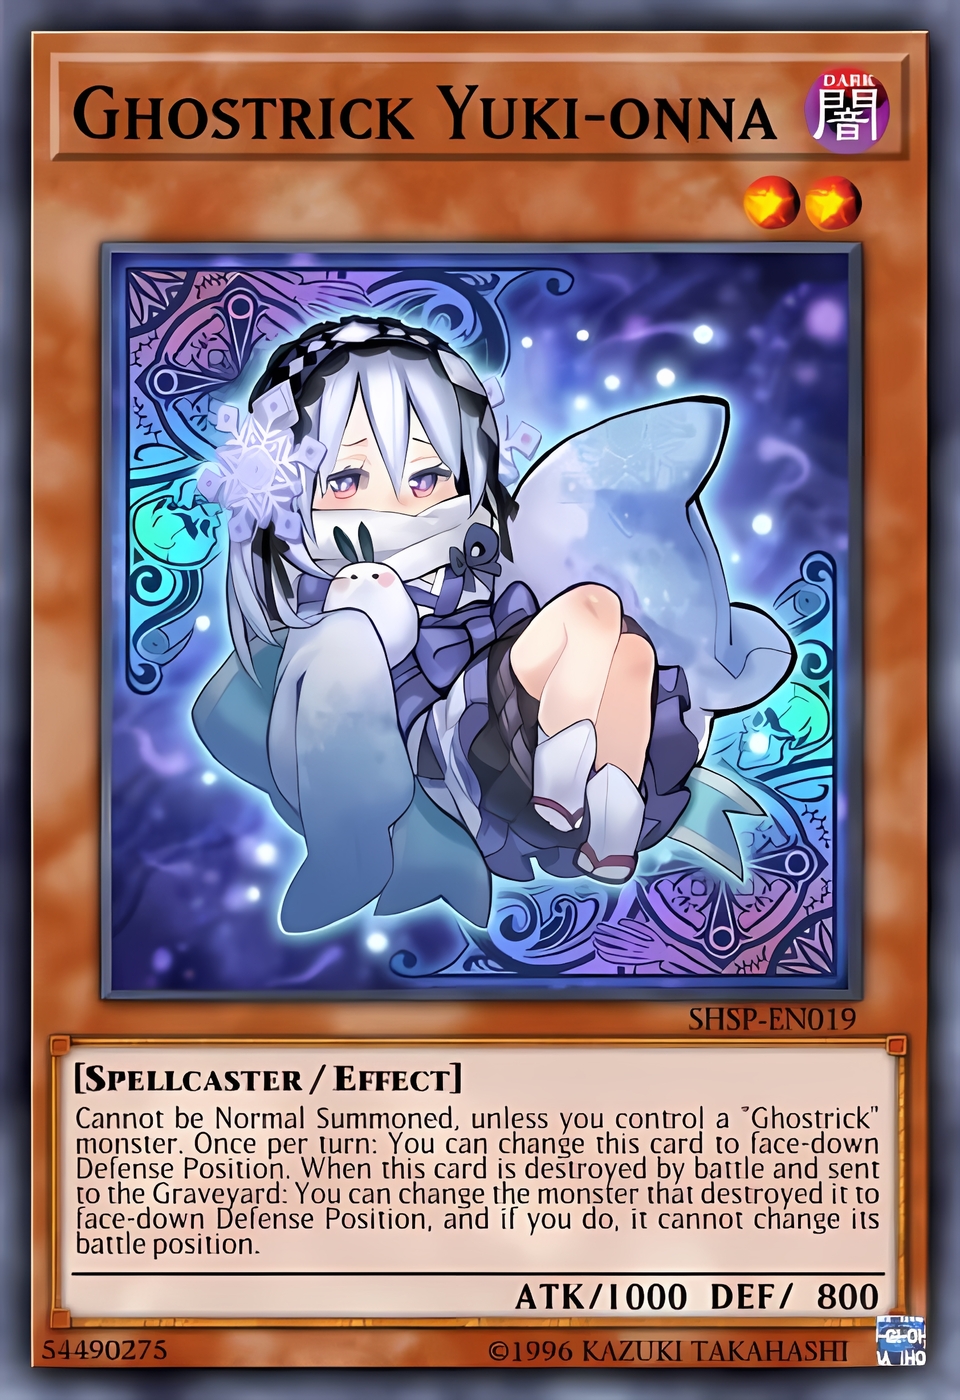 Ghostrick Yuki-onna
DARK
闇
SHSP-EN019
[Spellcaster / Effect]
Cannot be Normal Summoned, unless you control a "Ghostrick"
monster. Once per turn: You can change this card to face-down
Defense Position. When this card is destroyed by battle and sent
to the Graveyard: You can change the monster that destroyed it to
face-down Defense Position, and if you do, it cannot change its
battle position.
ATK/1000 DEF/ 800
54490275
©1996 KAZUKI TAKAHASHI